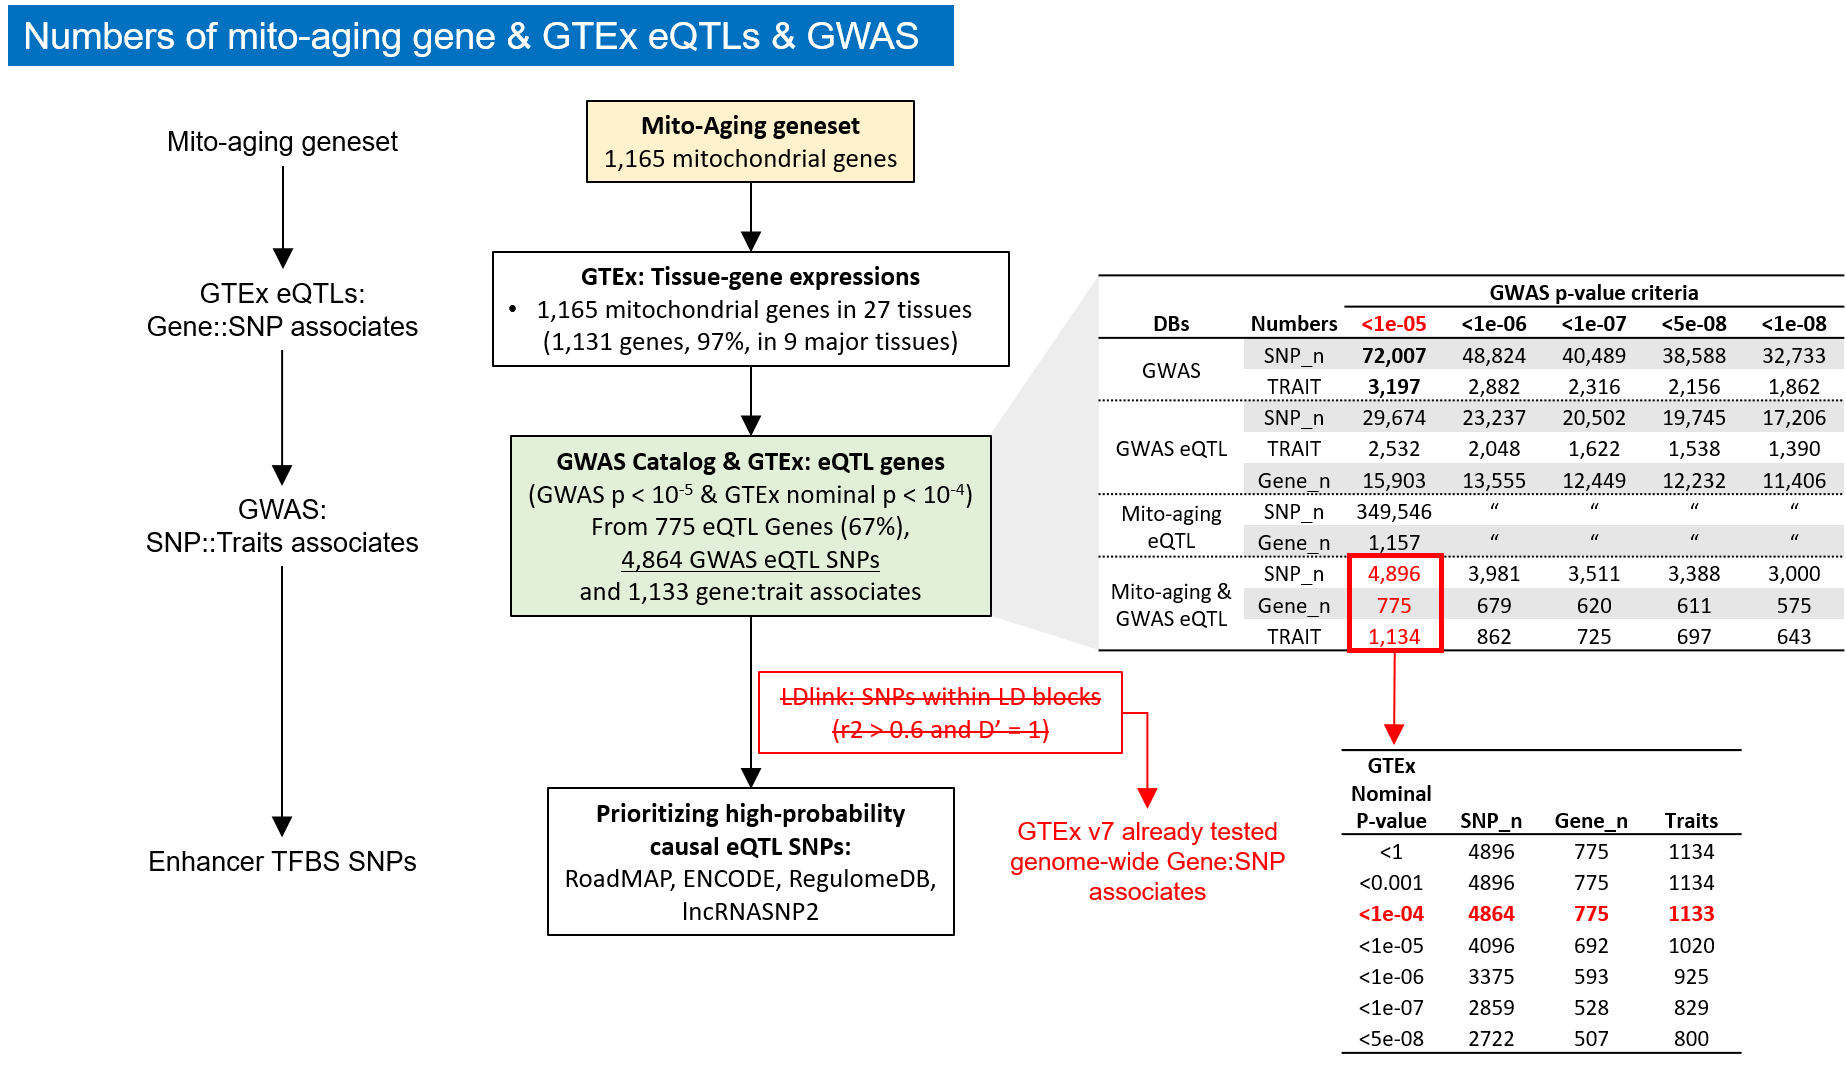 Numbers of mito-aging gene & GTEx eQTLs & GWAS
Mito-aging geneset
GTEx eQTLs:
Gene::SNP associates
GWAS:
SNP::Traits associates
Enhancer TFBS SNPs
Mito-Aging geneset
1,165 mitochondrial genes
GTEx: Tissue-gene expressions
• 1,165 mitochondrial genes in 27 tissues
(1,131 genes, 97%, in 9 major tissues)
GWAS Catalog & GTEx: eQTL genes
(GWAS p < 10-5 & GTEx nominal p < 10-4)
From 775 eQTL Genes (67%),
4,864 GWAS eQTL SNPs
and 1,133 gene:trait associates
LDlink: SNPs within LD blocks
(r2 > 0.6 and D’ = 1)
Prioritizing high-probability
causal eQTL SNPs:
RoadMAP, ENCODE, RegulomeDB,
lncRNASNP2
GTEx v7 already tested
genome-wide Gene:SNP
associates
GWAS p-value criteria
DBs Numbers <1e-05 <1e-06 <1e-07 <5e-08 <1e-08
GWAS
SNP_n 72,007 48,824 40,489 38,588 32,733
TRAIT 3,197 2,882 2,316 2,156 1,862
GWAS eQTL
SNP_n 29,674 23,237 20,502 19,745 17,206
TRAIT 2,532 2,048 1,622 1,538 1,390
Gene_n 15,903 13,555 12,449 12,232 11,406
Mito-aging
eQTL
SNP_n 349,546 “ “ “ “
Gene_n 1,157 “ “ “ “
Mito-aging &
GWAS eQTL
SNP_n 4,896 3,981 3,511 3,388 3,000
Gene_n 775 679 620 611 575
TRAIT 1,134 862 725 697 643
GTEx
Nominal
P-value SNP_n Gene_n Traits
<1 4896 775 1134
<0.001 4896 775 1134
<1e-04 4864 775 1133
<1e-05 4096 692 1020
<1e-06 3375 593 925
<1e-07 2859 528 829
<5e-08 2722 507 800